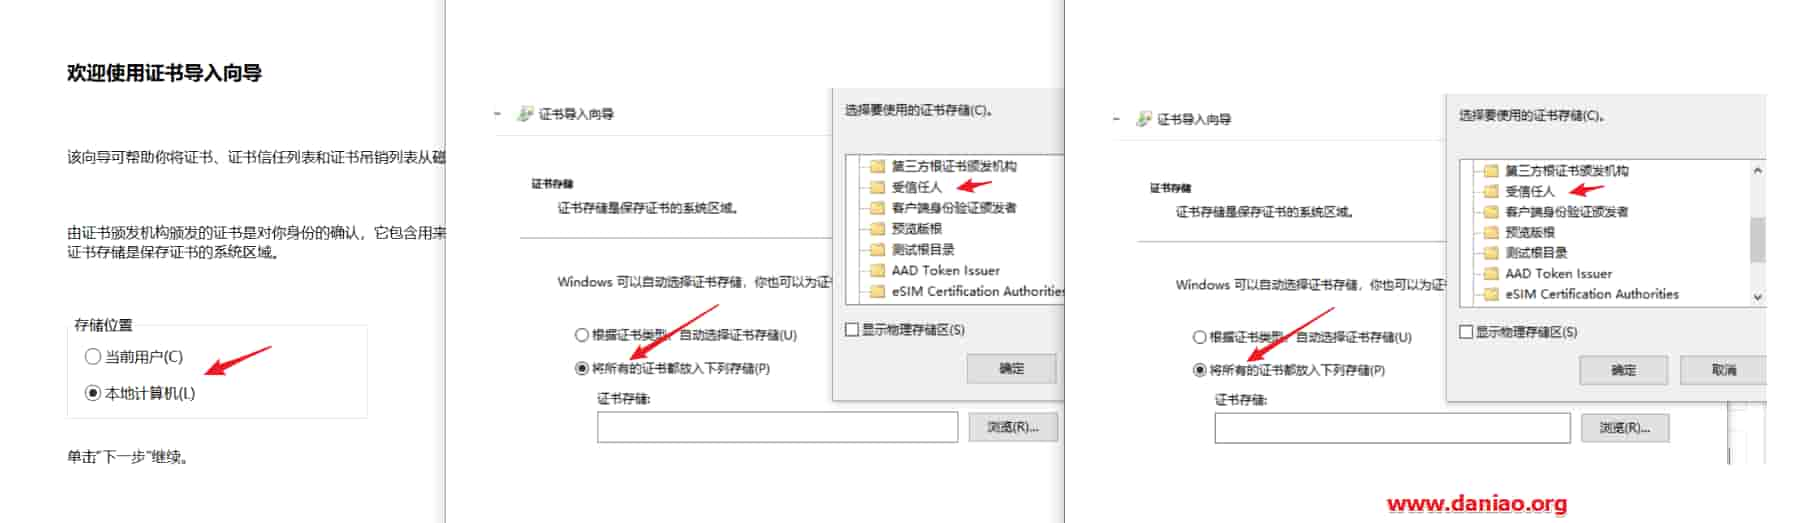 欢迎使用证书导入向导
该向导可帮助你将证书、证书信任列表和证书吊销列表从磁
由证书颁发机构颁发的证书是对你身份的确认，它包含用来
证书存储是保存证书的系统区域。
存储位置
当前用户(C)
本地计算机(L)
单击"下一步"继续。
证书导入向导
证书存储
证书存储是保存证书的系统区域。
Windows 可以自动选择证书存储，你也可以为证
根据证书类型，自动选择证书存储(U)
将所有的证书都放入下列存储(P)
证书存储:
浏览(R)...
选择要使用的证书存储(C)。
第三方根证书颁发机构
受信任人
客户端身份验证颁发者
预览版根
测试根目录
AAD Token Issuer
eSIM Certification Authorities
显示物理存储区(S)
确定
证书导入向导
证书存储
证书存储是保存证书的系统区域。
Windows 可以自动选择证书存储，你也可以为证
根据证书类型，自动选择证书存储(U)
将所有的证书都放入下列存储(P)
证书存储:
浏览(R)...
选择要使用的证书存储(C)。
第三方根证书颁发机构
受信任人
客户端身份验证颁发者
预览版根
测试根目录
AAD Token Issuer
eSIM Certification Authorities
显示物理存储区(S)
确定
取消
www.daniao.org